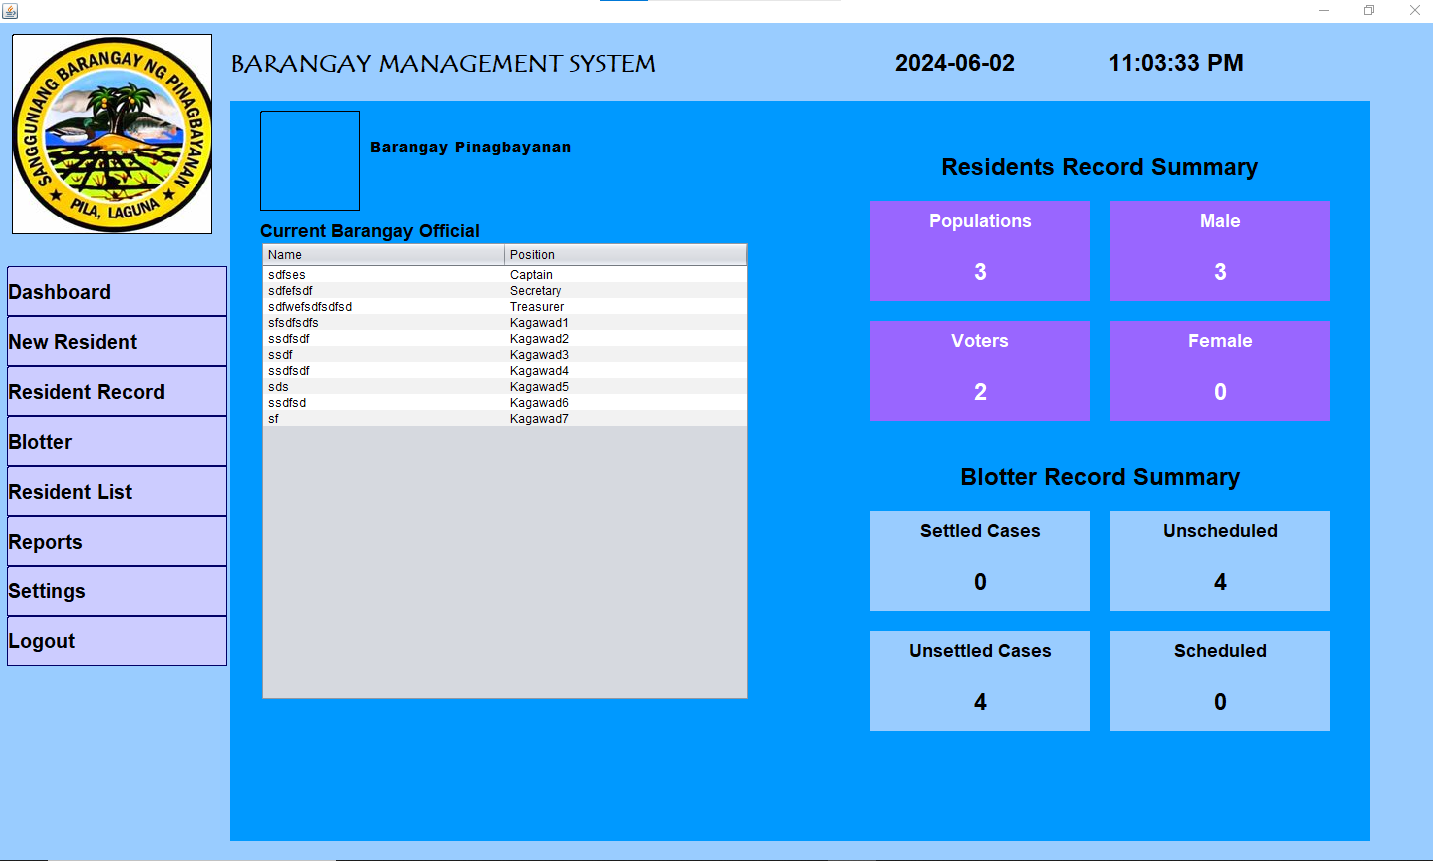 SANGGUNIANG BARANGAY NG PINAGBAYANAN
PILA, LAGUNA
BARANGAY MANAGEMENT SYSTEM
2024-06-02
11:03:33 PM
Dashboard
New Resident
Resident Record
Blotter
Resident List
Reports
Settings
Logout
Barangay Pinagbayanan
Current Barangay Official
Name Position
sdfses Captain
sdfefsdf Secretary
sdfwefsdfsdfsd Treasurer
sfsdfsdfs Kagawad1
ssdfsdf Kagawad2
ssdf Kagawad3
ssdfsdf Kagawad4
sds Kagawad5
ssdfsd Kagawad6
sf Kagawad7
Residents Record Summary
Populations
3
Male
3
Voters
2
Female
0
Blotter Record Summary
Settled Cases
0
Unscheduled
4
Unsettled Cases
4
Scheduled
0